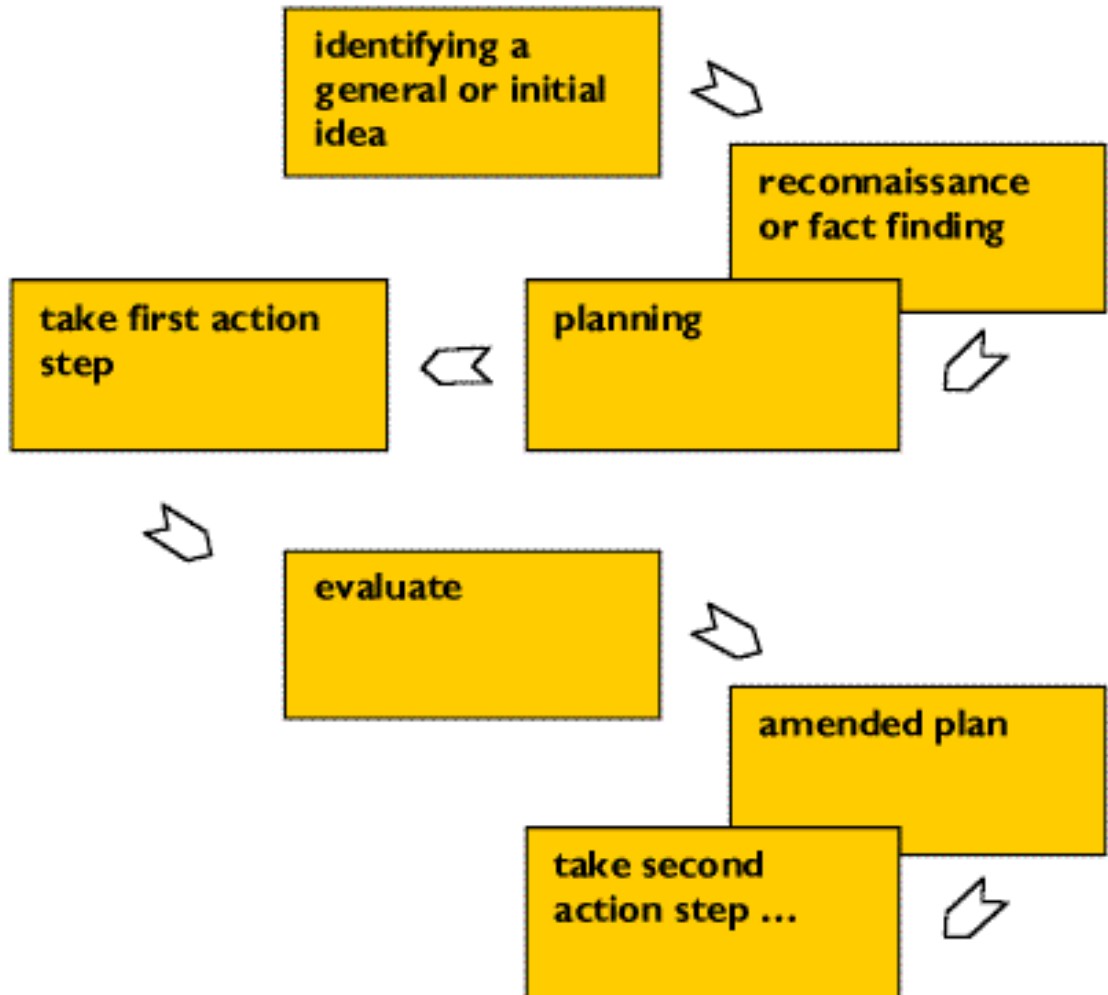 identifying a
general or initial
idea
reconnaissance
or fact finding
planning
take first action
step
evaluate
amended plan
take second
action step ...